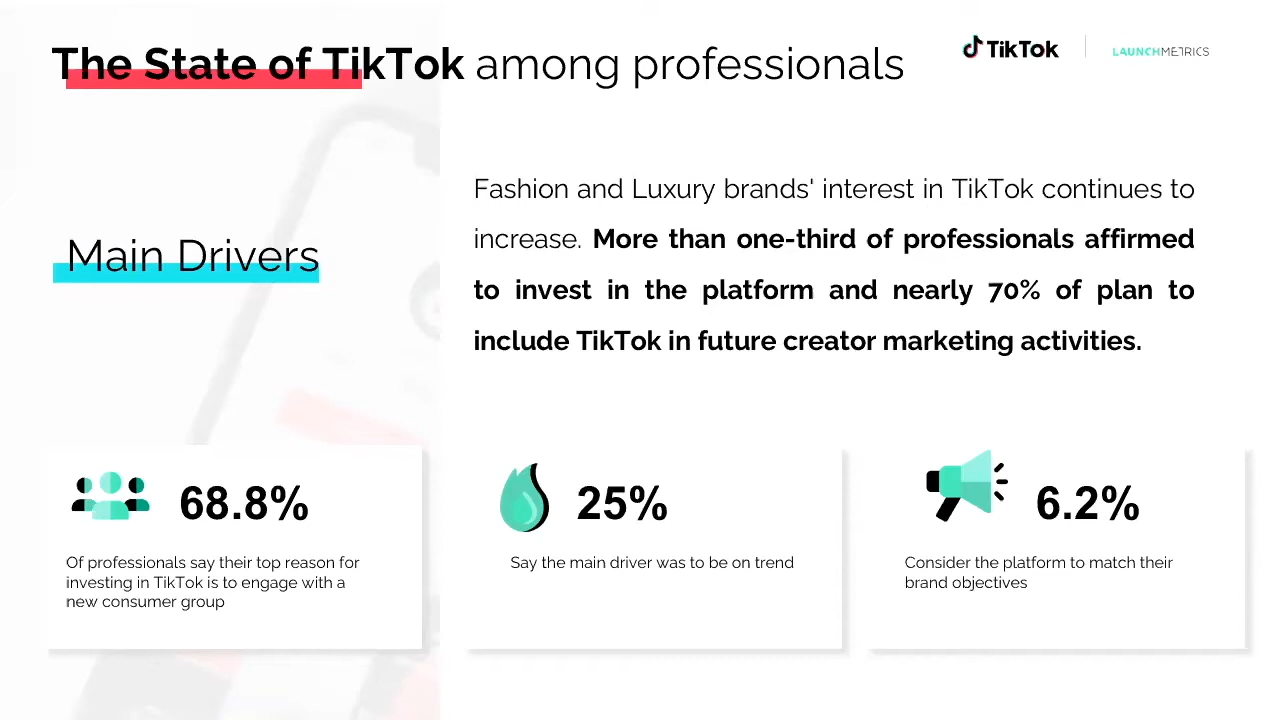 The State of TikTok among professionals
TikTok
LAUNCHMETRICS
Main Drivers
Fashion and Luxury brands' interest in TikTok continues to
increase. More than one-third of professionals affirmed
to invest in the platform and nearly 70% of plan to
include TikTok in future creator marketing activities.
68.8%
Of professionals say their top reason for
investing in TikTok is to engage with a
new consumer group
25%
Say the main driver was to be on trend
6.2%
Consider the platform to match their
brand objectives